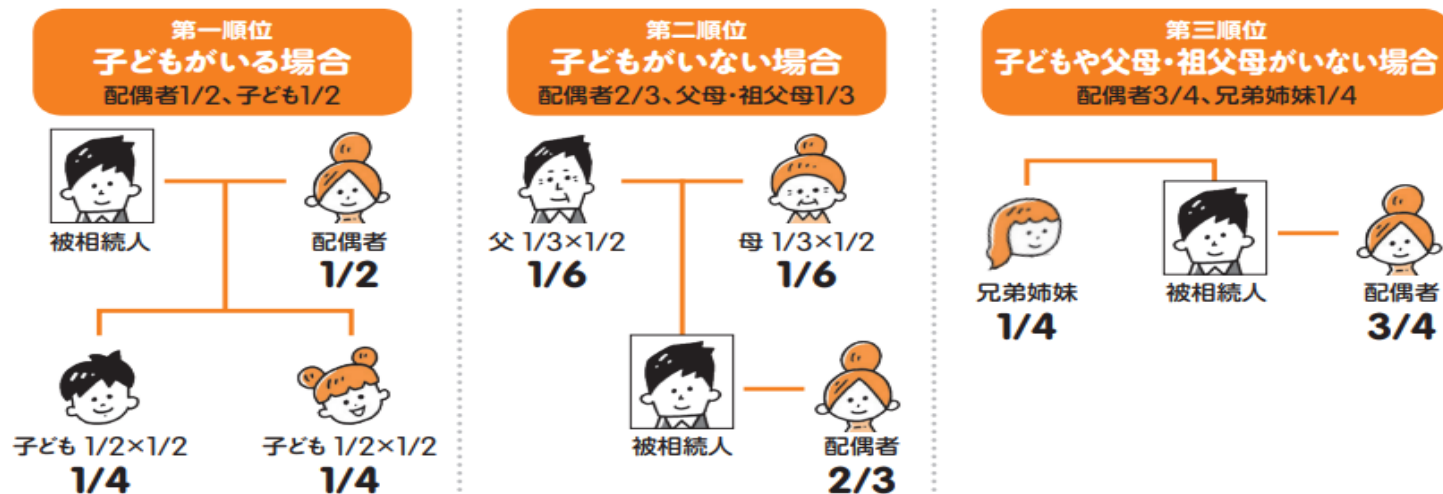 第一順位
子どもがいる場合
配偶者1/2、子ども1/2
被相続人
配偶者
1/2
子ども 1/2×1/2
1/4
子ども 1/2×1/2
1/4
第二順位
子どもがいない場合
配偶者2/3、父母・祖父母1/3
父 1/3×1/2
1/6
母 1/3×1/2
1/6
被相続人
配偶者
2/3
第三順位
子どもや父母・祖父母がいない場合
配偶者3/4、兄弟姉妹1/4
兄弟姉妹
1/4
被相続人
配偶者
3/4